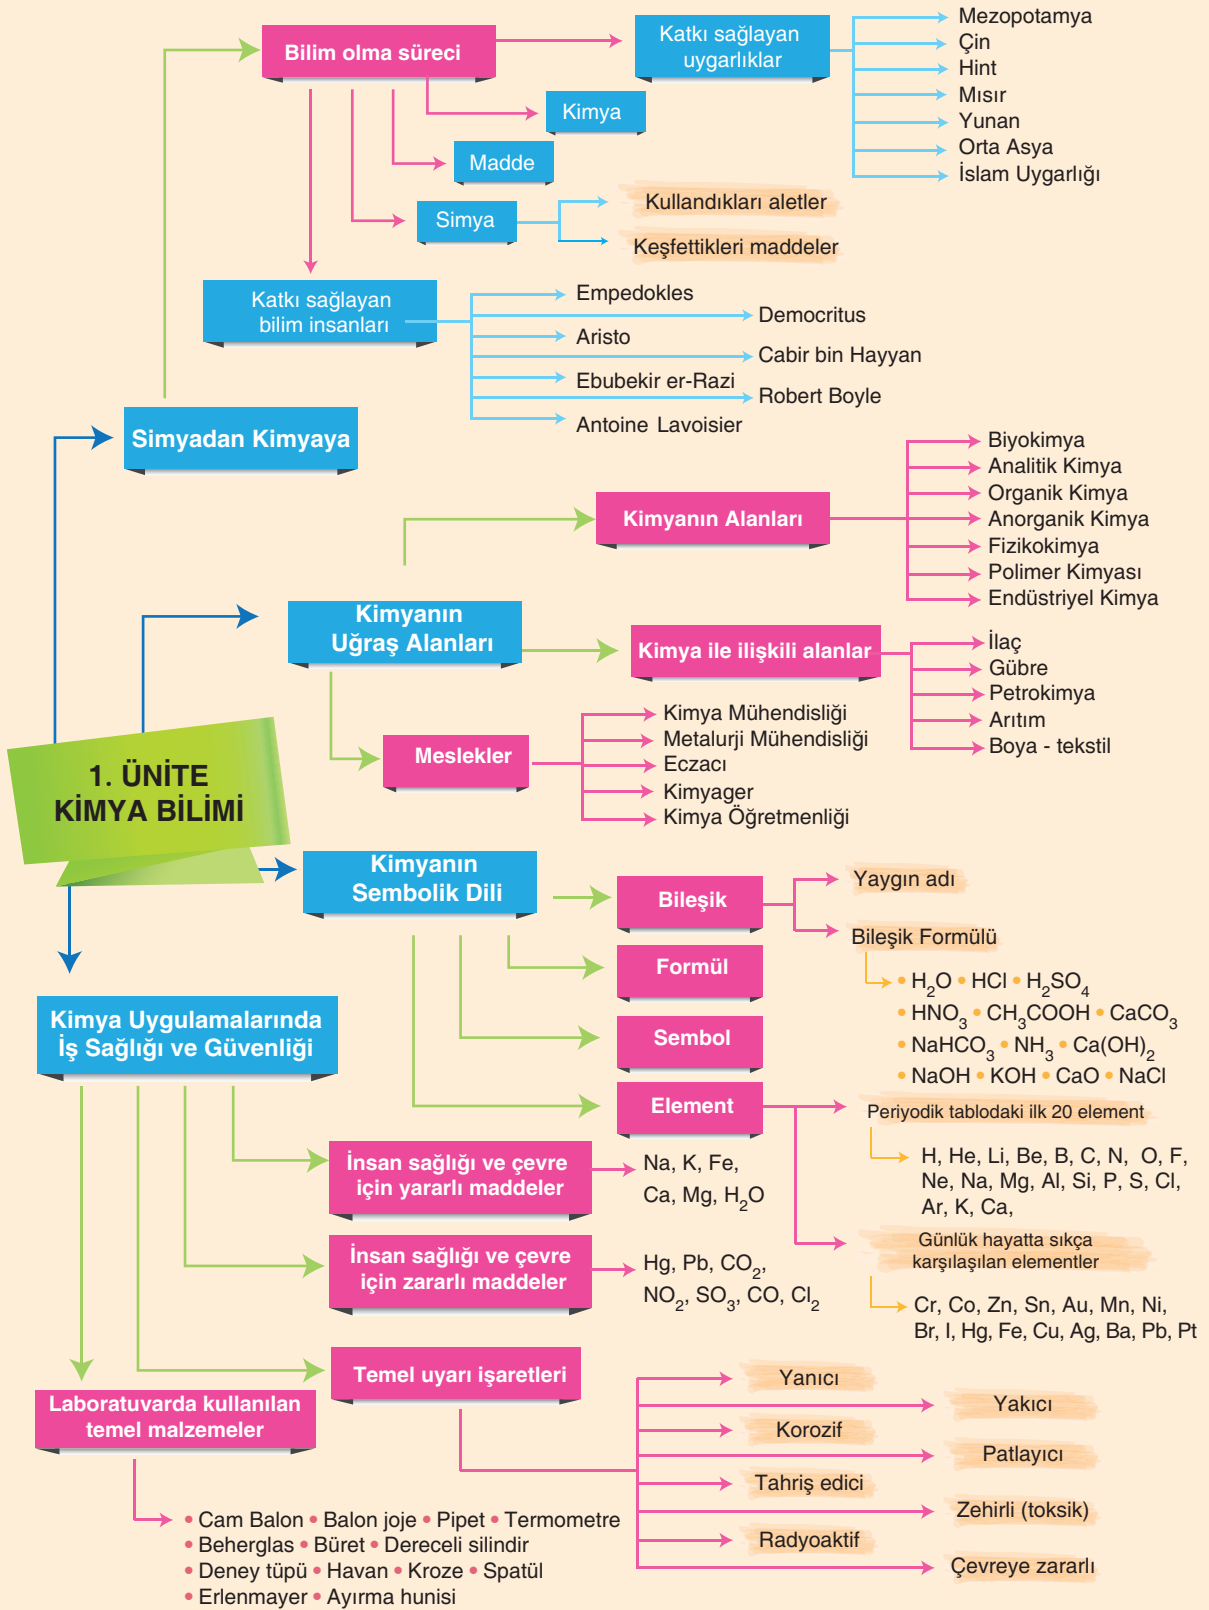 Bilim olma süreci
Katkı sağlayan
uygarlıklar
Mezopotamya
Çin
Hint
Mısır
Yunan
Orta Asya
İslam Uygarlığı
Kimya
Madde
Simya
Kullandıkları aletler
Keşfettikleri maddeler
Katkı sağlayan
bilim insanları
Empedokles
Democritus
Aristo
Cabir bin Hayyan
Ebubekir er-Razi
Robert Boyle
Antoine Lavoisier
Simyadan Kimyaya
Kimyanın Alanları
Biyokimya
Analitik Kimya
Organik Kimya
Anorganik Kimya
Fizikokimya
Polimer Kimyası
Endüstriyel Kimya
Kimyanın
Uğraş Alanları
Kimya ile ilişkili alanlar
İlaç
Gübre
Petrokimya
Arıtım
Boya - tekstil
Meslekler
Kimya Mühendisliği
Metalurji Mühendisliği
Eczacı
Kimyager
Kimya Öğretmenliği
1. ÜNİTE
KİMYA BİLİMİ
Kimyanın
Sembolik Dili
Bileşik
Yaygın adı
Bileşik Formülü
• H₂O • HCl • H₂SO₄
• HNO₃ • CH₃COOH • CaCO₃
• NaHCO₃ • NH₃ • Ca(OH)₂
• NaOH • KOH • CaO • NaCl
Formül
Sembol
Element
Periyodik tablodaki ilk 20 element
H, He, Li, Be, B, C, N, O, F,
Ne, Na, Mg, Al, Si, P, S, Cl,
Ar, K, Ca,
Günlük hayatta sıkça
karşılaşılan elementler
Cr, Co, Zn, Sn, Au, Mn, Ni,
Br, I, Hg, Fe, Cu, Ag, Ba, Pb, Pt
Kimya Uygulamalarında
İş Sağlığı ve Güvenliği
İnsan sağlığı ve çevre
için yararlı maddeler
Na, K, Fe,
Ca, Mg, H₂O
İnsan sağlığı ve çevre
için zararlı maddeler
Hg, Pb, CO₂,
NO₂, SO₃, CO, Cl₂
Temel uyarı işaretleri
Yanıcı
Yakıcı
Korozif
Patlayıcı
Tahriş edici
Zehirli (toksik)
Radyoaktif
Çevreye zararlı
Laboratuvarda kullanılan
temel malzemeler
• Cam Balon • Balon joje • Pipet • Termometre
• Beherglas • Büret • Dereceli silindir
• Deney tüpü • Havan • Kroze • Spatül
• Erlenmayer • Ayırma hunisi